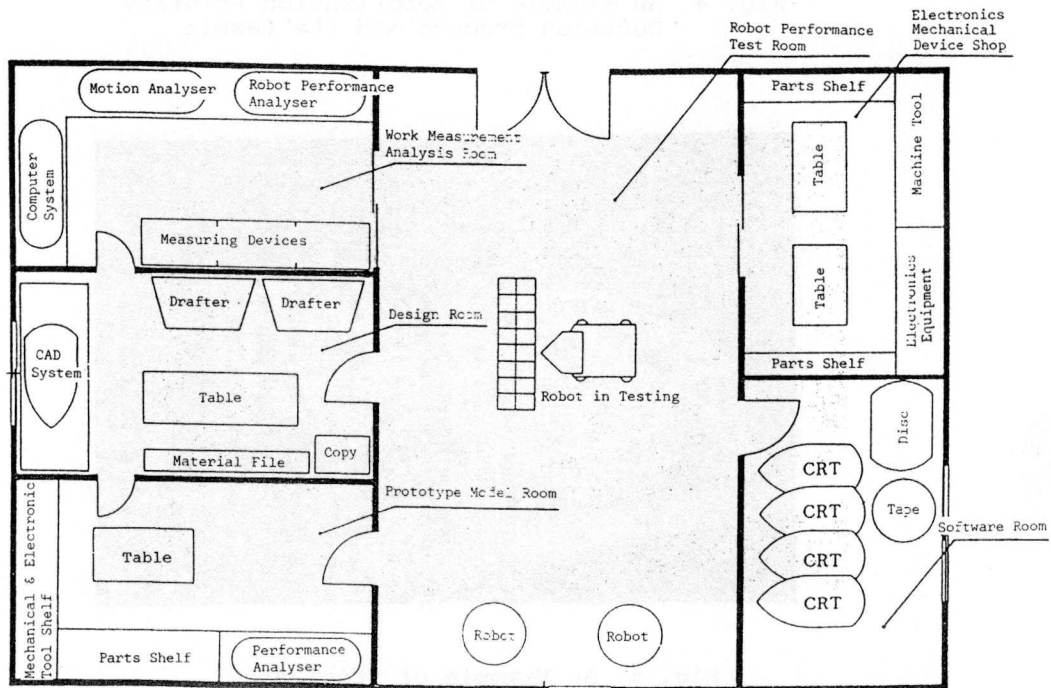 Electronics
Mechanical
Device Shop
Robot Performance
Test Room
Motion Analyser
Robot Performance
Analyser
Parts Shelf
Machine Tool
Work Measurement
Analysis Room
Computer
System
Table
Measuring Devices
Table
Electronics
Equipment
Drafter
Drafter
Design Room
CAD
System
Parts Shelf
Table
Robot in Testing
Disc
Copy
Material File
CRT
Prototype Model Room
CRT
Tape
Software Room
Mechanical & Electronic
Tool Shelf
Table
CRT
CRT
Robot
Robot
Parts Shelf
Performance
Analyser